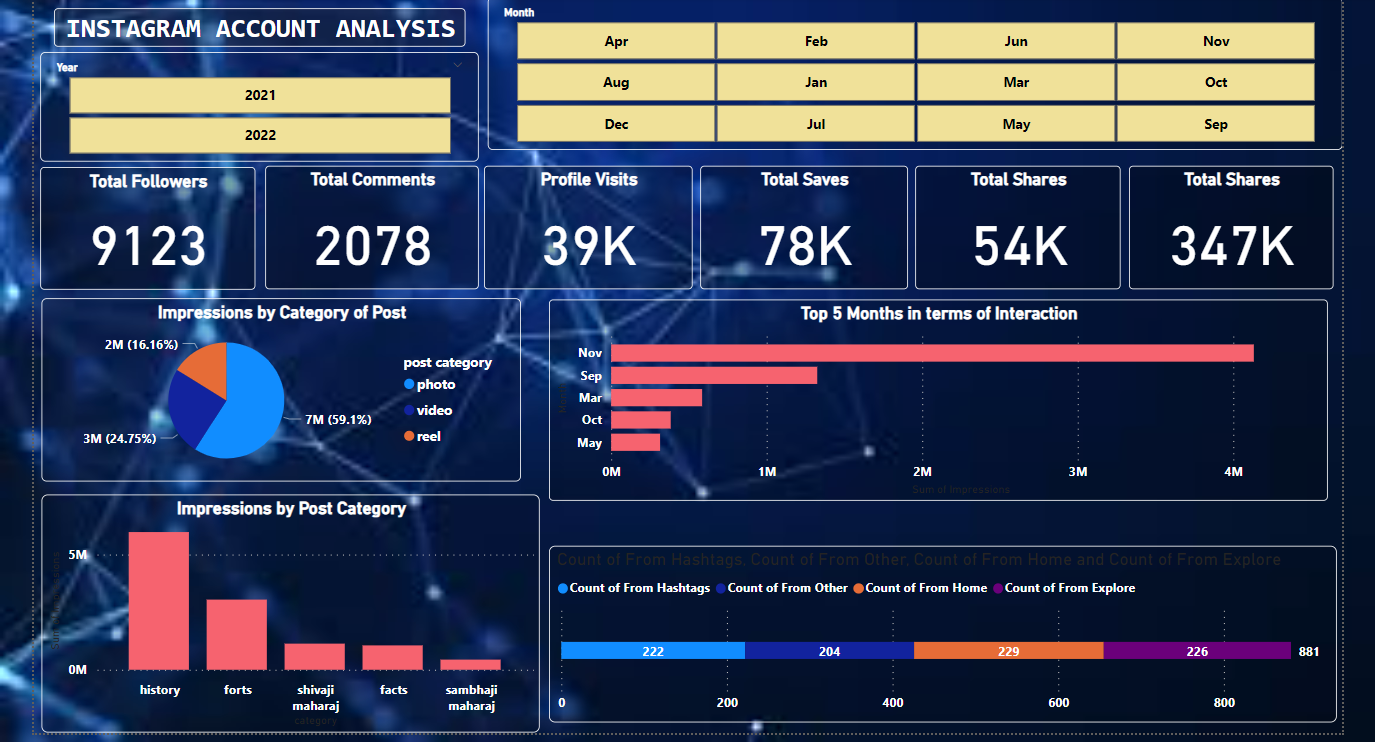 INSTAGRAM ACCOUNT ANALYSIS
Year
2021
2022
Month
Apr
Feb
Jun
Nov
Aug
Jan
Mar
Oct
Dec
Jul
May
Sep
Total Followers
9123
Total Comments
2078
Profile Visits
39K
Total Saves
78K
Total Shares
54K
Total Shares
347K
Impressions by Category of Post
2M (16.16%)
3M (24.75%)
7M (59.1%)
post category
photo
video
reel
Top 5 Months in terms of Interaction
Nov
Sep
Mar
Oct
May
0M
1M
2M
3M
4M
Sum of Impressions
Impressions by Post Category
5M
0M
history
forts
shivaji
maharaj
facts
sambhaji
maharaj
category
Count of From Hashtags, Count of From Other, Count of From Home and Count of From Explore
Count of From Hashtags
Count of From Other
Count of From Home
Count of From Explore
222
204
229
226
881
0
200
400
600
800